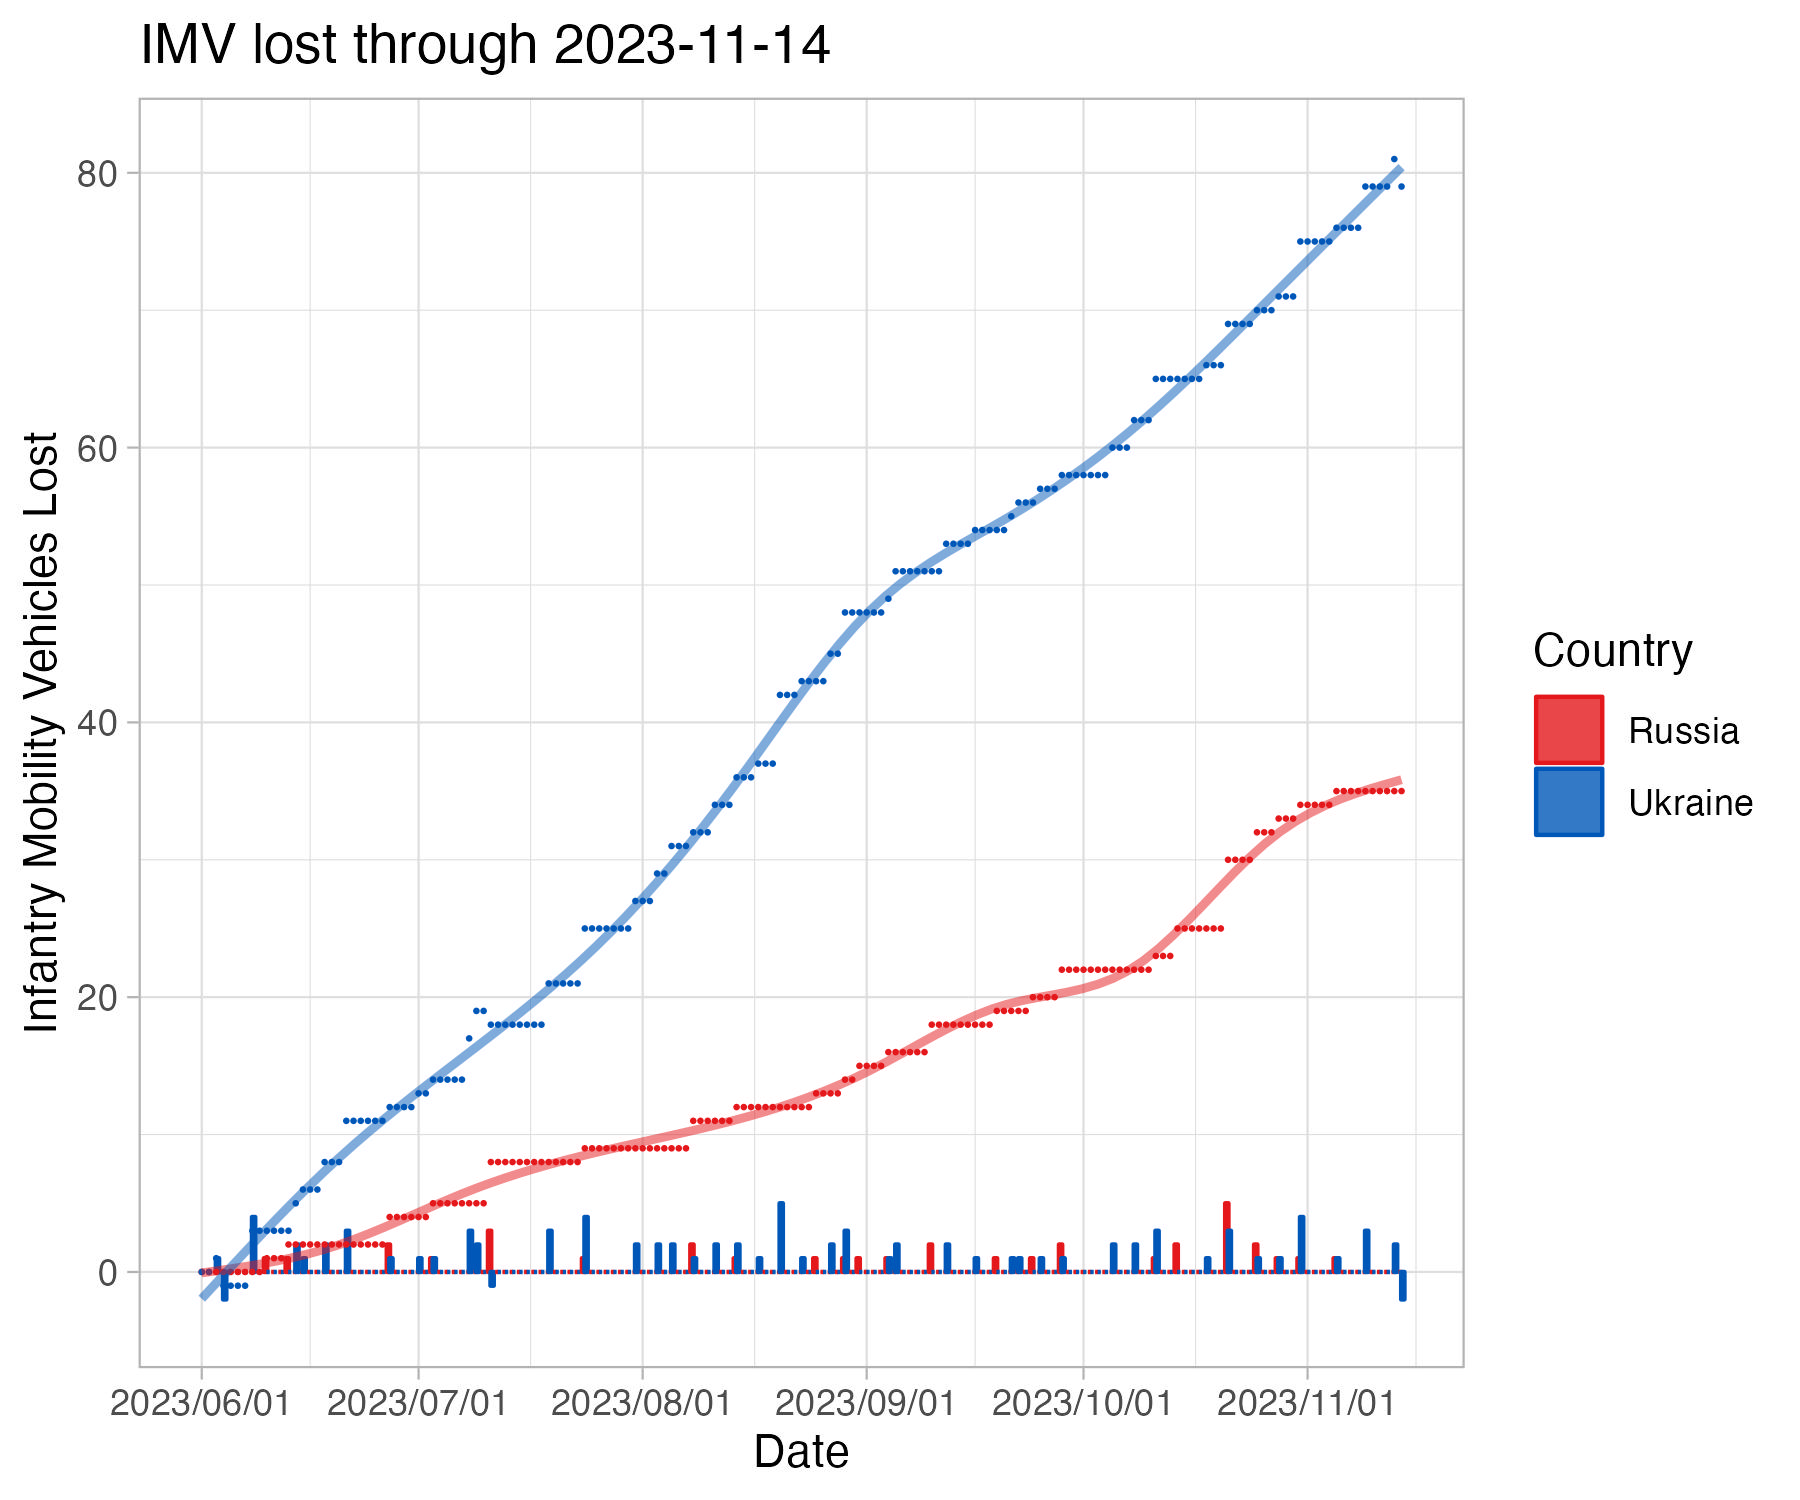 IMV lost through 2023-11-14
Infantry Mobility Vehicles Lost
80
60
40
20
0
2023/06/01 2023/07/01 2023/08/01 2023/09/01 2023/10/01 2023/11/01
Date
Country
Russia
Ukraine